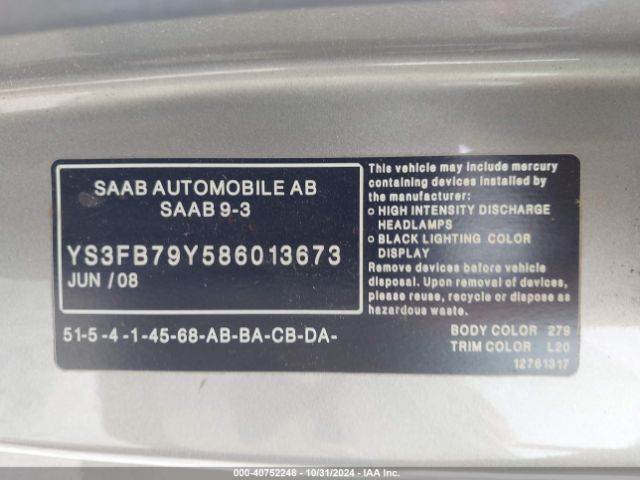 SAAB AUTOMOBILE AB
SAAB 9-3
YS3FB79Y586013673
JUN / 08
51-5 -4 -1-45-68-AB-BA-CB-DA-
This vehicle may include mercury
containing devices installed by the
manufacturer:
○ HIGH INTENSITY DISCHARGE
HEADLAMPS
○ BLACK LIGHTING COLOR
DISPLAY
Remove devices before vehicle
disposal. Upon removal of devices,
please reuse, recycle or dispose as
hazardous waste.
BODY COLOR 279
TRIM COLOR L20
12761317
000-40752248 - 10/31/2024 - IAA Inc.